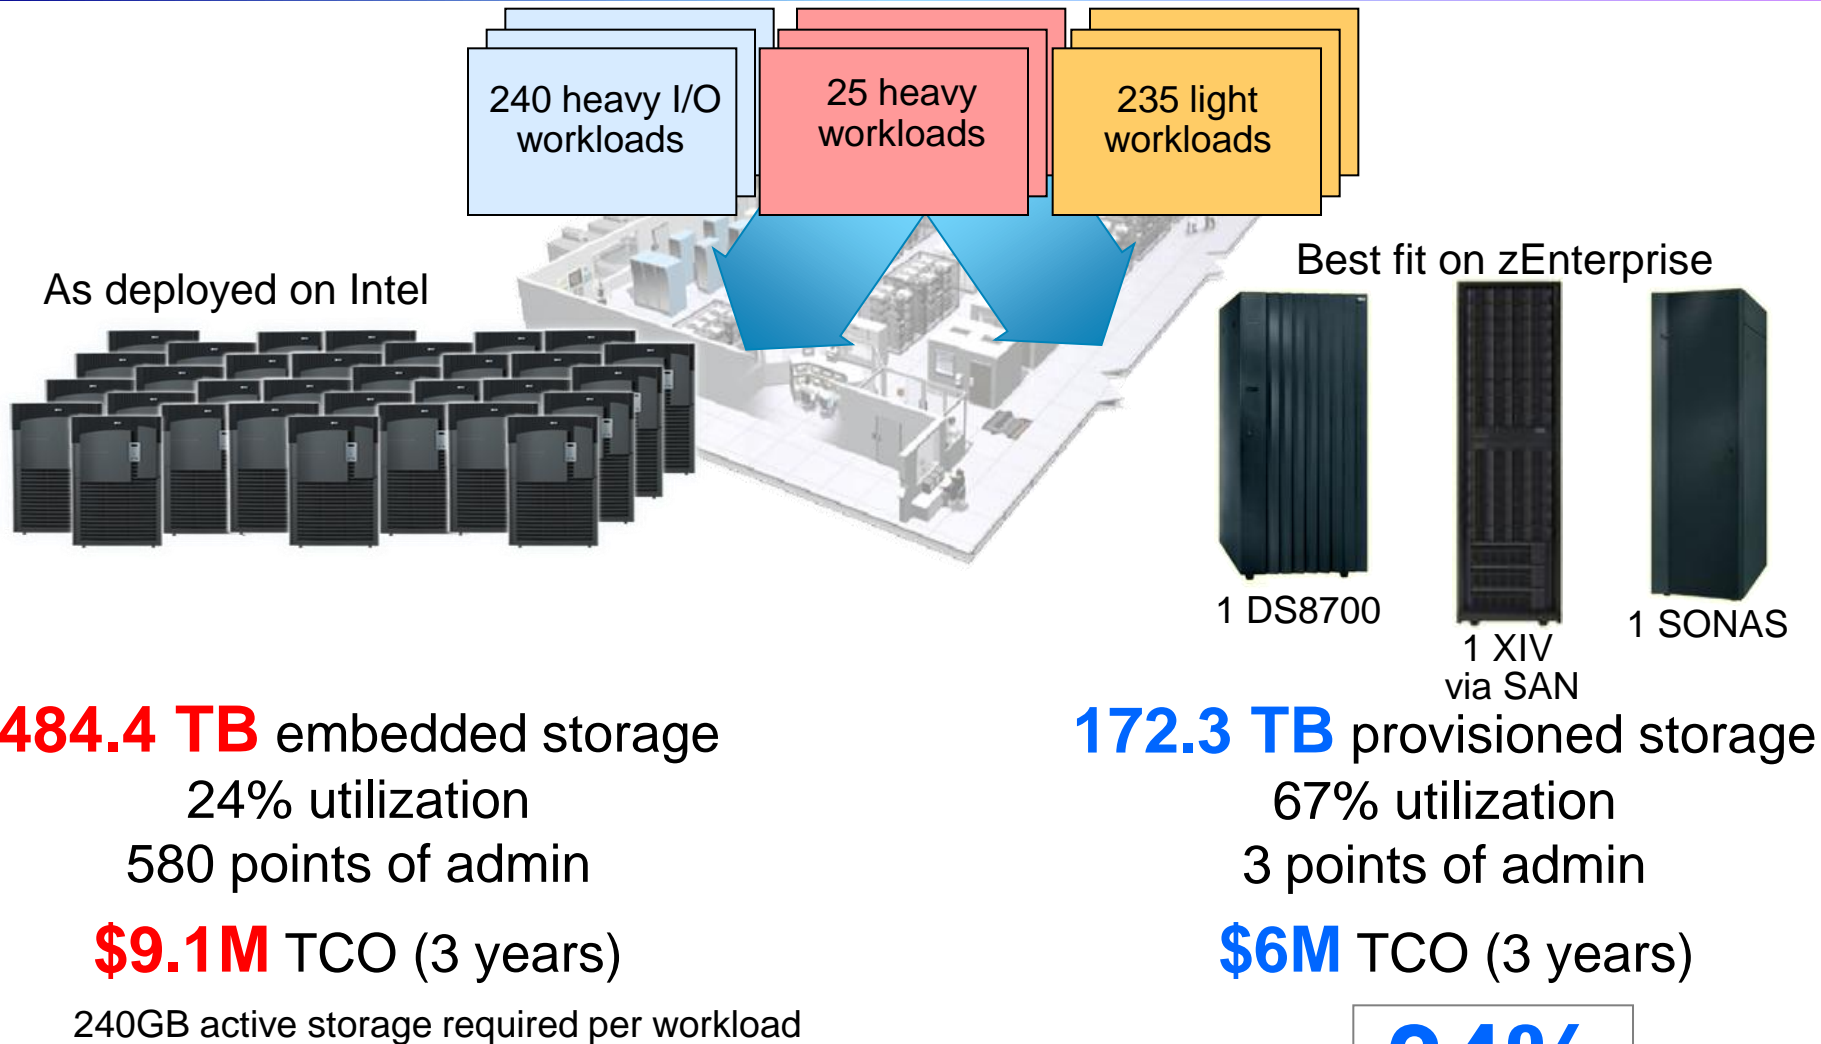 240 heavy I/O
workloads
25 heavy
workloads
235 light
workloads
As deployed on Intel
Best fit on zEnterprise
1 DS8700
1 XIV
via SAN
1 SONAS
484.4 TB embedded storage
24% utilization
580 points of admin
$9.1M TCO (3 years)
240GB active storage required per workload
172.3 TB provisioned storage
67% utilization
3 points of admin
$6M TCO (3 years)